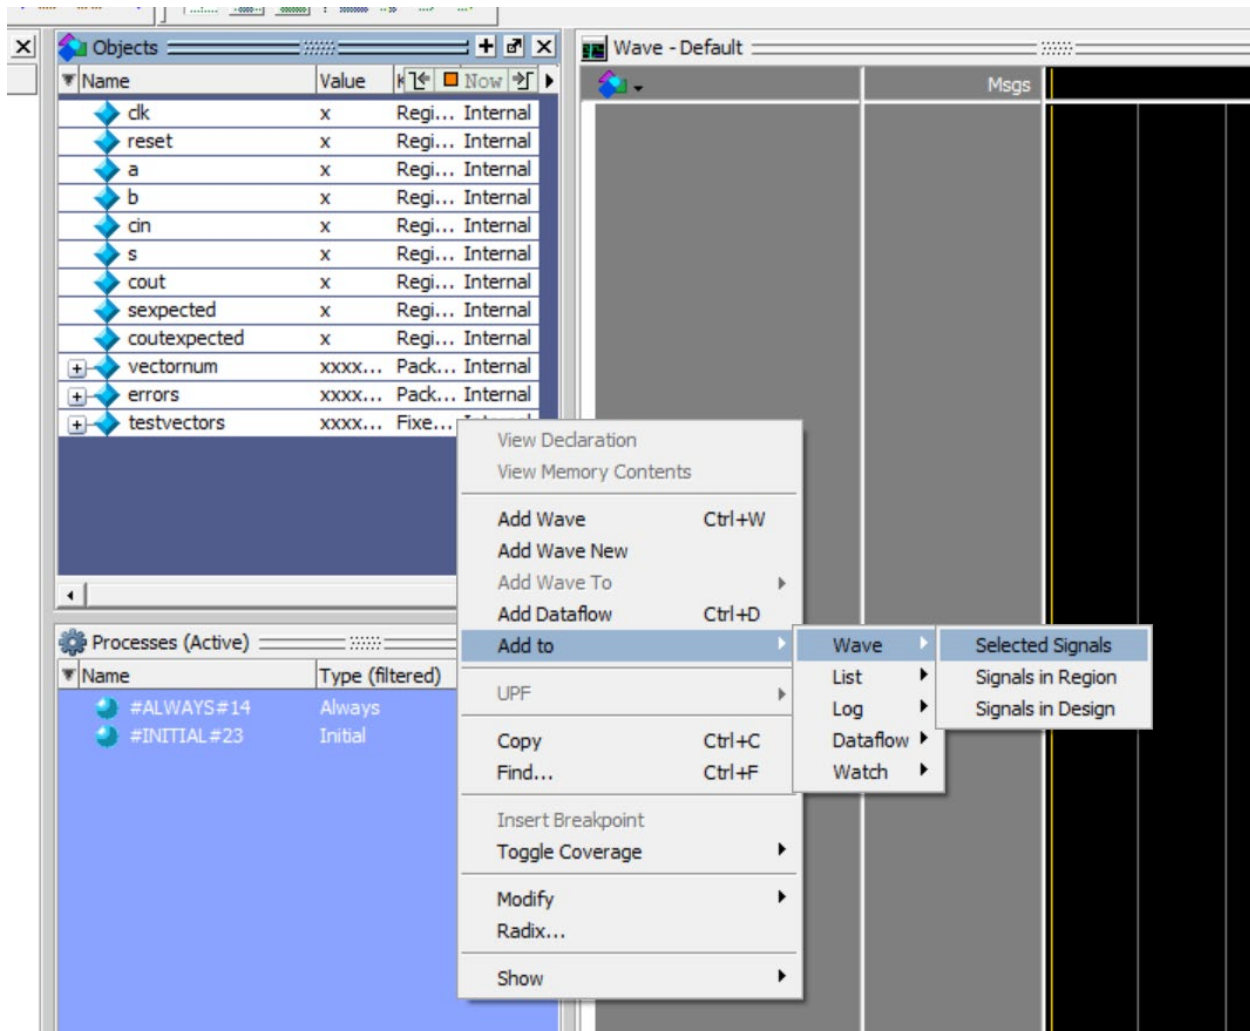 Objects
Name Value K Now
clk x Regi... Internal
reset x Regi... Internal
a x Regi... Internal
b x Regi... Internal
cin x Regi... Internal
s x Regi... Internal
cout x Regi... Internal
sexpected x Regi... Internal
coutexpected x Regi... Internal
vectornum xxxx... Pack... Internal
errors xxxx... Pack... Internal
testvectors xxxx... Fixe...
Processes (Active)
Name Type (filtered)
#ALWAYS#14 Always
#INITIAL#23 Initial
View Declaration
View Memory Contents
Add Wave Ctrl+W
Add Wave New
Add Wave To
Add Dataflow Ctrl+D
Add to
UPF
Copy Ctrl+C
Find... Ctrl+F
Insert Breakpoint
Toggle Coverage
Modify
Radix...
Show
Wave
List
Log
Dataflow
Watch
Selected Signals
Signals in Region
Signals in Design
Wave - Default
Msgs